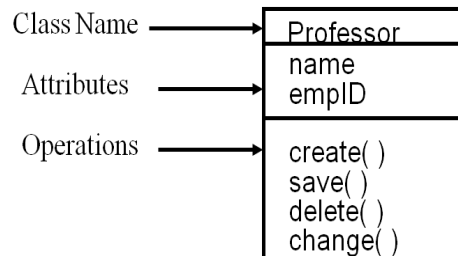 Class Name
Professor
Attributes
name
empID
Operations
create( )
save( )
delete( )
change( )